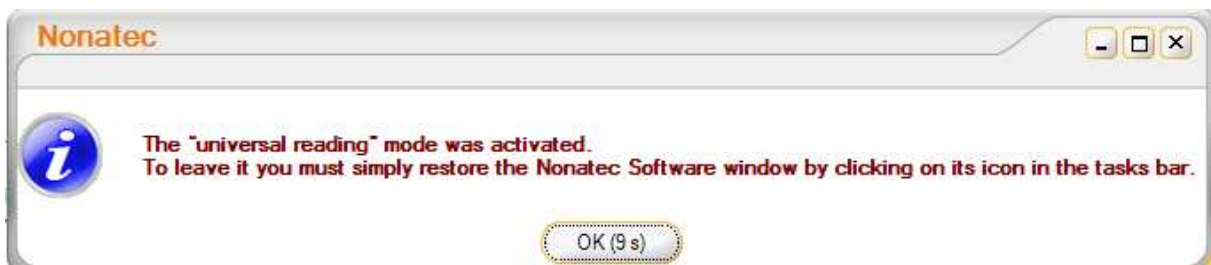 Nonatec
The "universal reading" mode was activated.
To leave it you must simply restore the Nonatec Software window by clicking on its icon in the tasks bar.
OK (9 s)